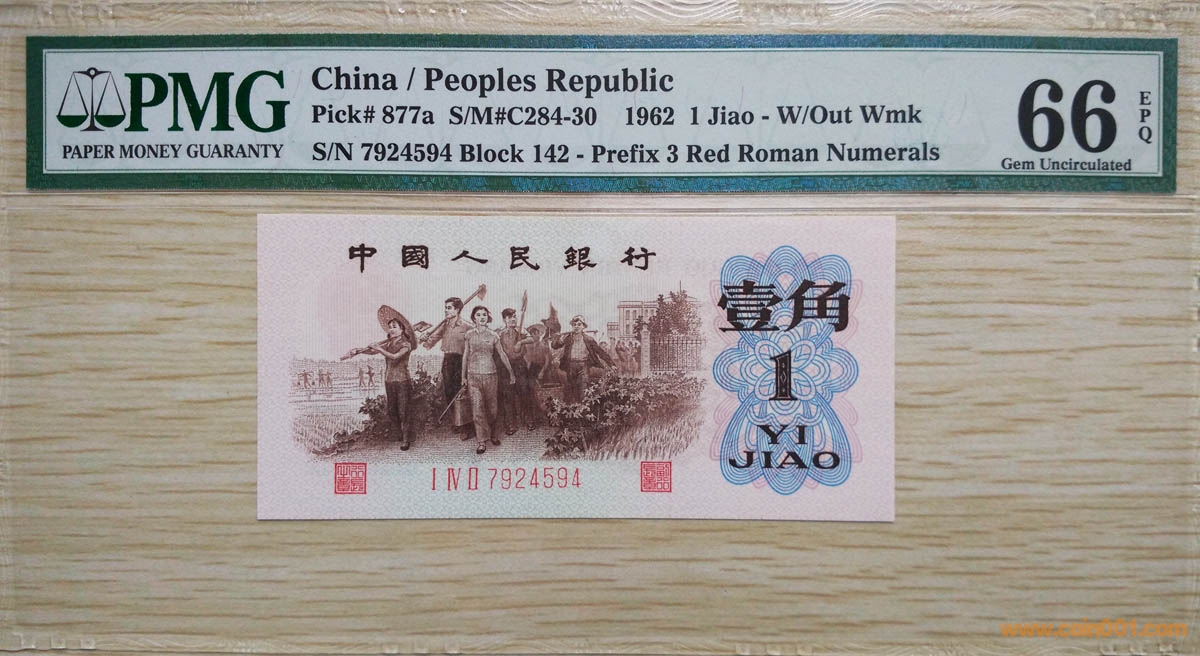 PMG
PAPER MONEY GUARANTY
China / Peoples Republic
Pick# 877a S/M#C284-30 1962 1 Jiao - W/Out Wmk
S/N 7924594 Block 142 - Prefix 3 Red Roman Numerals
66
EPQ
Gem Uncirculated
中國人民銀行
壹角
1
YI
JIAO
I IV II 7924594
www.coin001.com